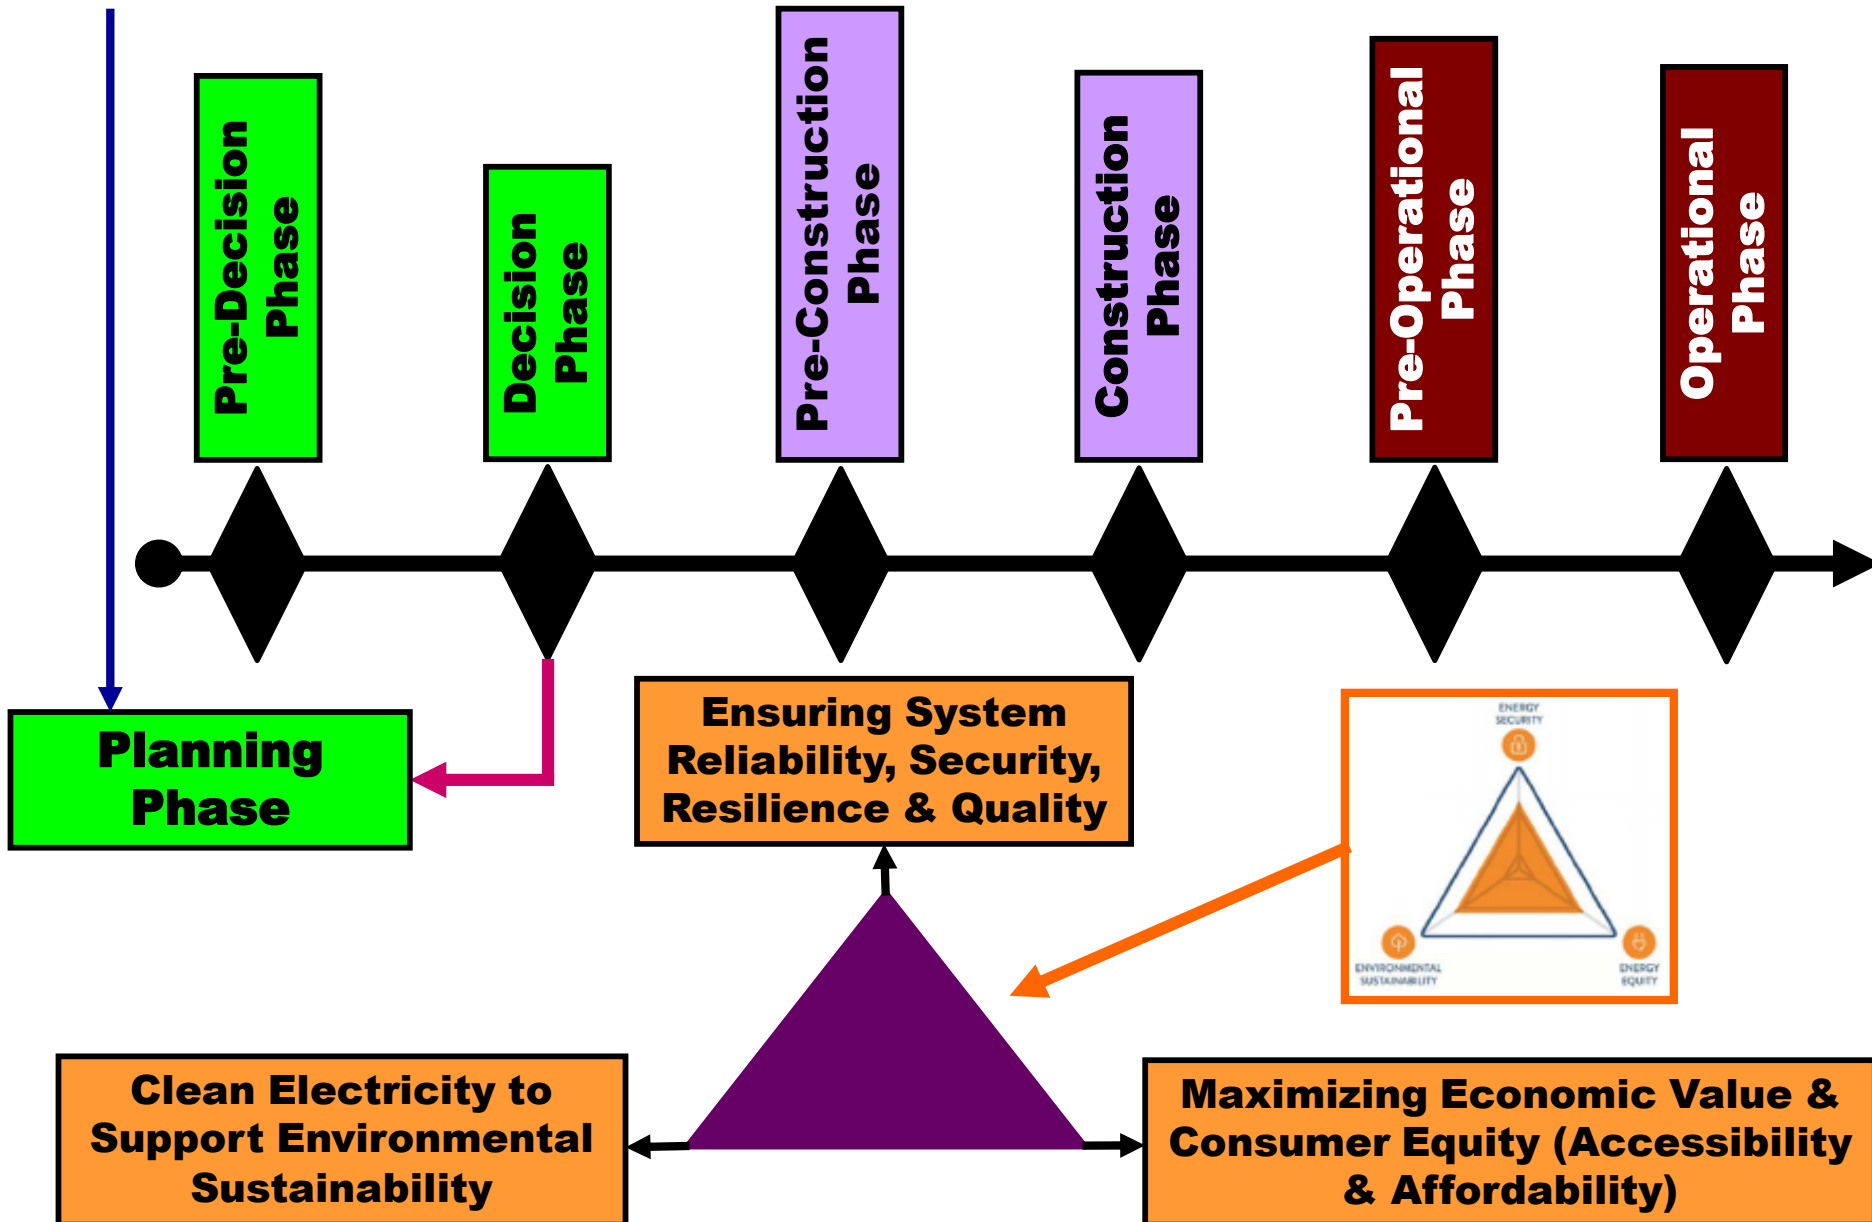 Pre-Decision
Phase
Decision
Phase
Pre-Construction
Phase
Construction
Phase
Pre-Operational
Phase
Operational
Phase
Planning
Phase
Ensuring System
Reliability, Security,
Resilience & Quality
ENERGY
SECURITY
ENVIRONMENTAL
SUSTAINABILITY
ENERGY
EQUITY
Clean Electricity to
Support Environmental
Sustainability
Maximizing Economic Value &
Consumer Equity (Accessibility
& Affordability)